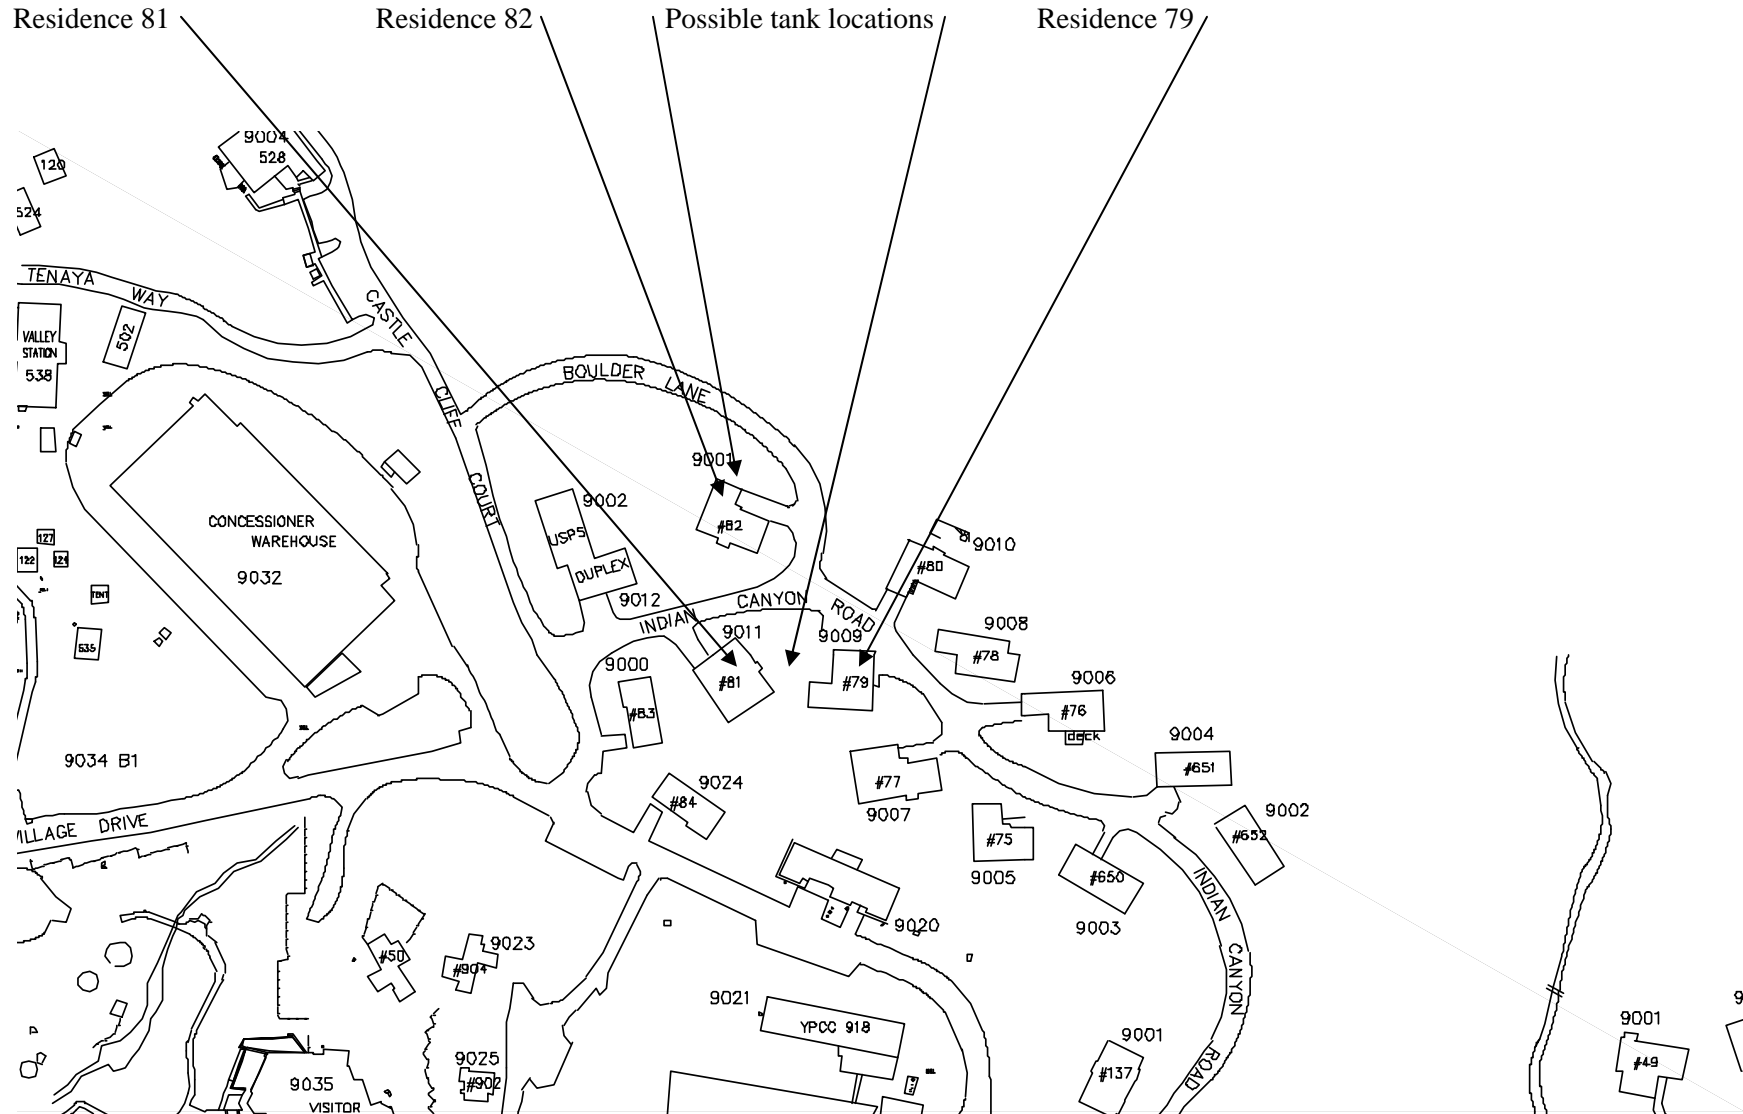 Residence 81 Residence 82 Possible tank locations Residence 79
9004
528
120
524
TENAYA WAY
CASTLE CLIFF COURT
VALLEY
STATION
538
502
BOULDER LANE
9001
#82
9002
USPS
DUPLEX
9012
CONCESSIONER
WAREHOUSE
9032
127
122
TENT
535
9010
#80
INDIAN CANYON ROAD
9011
#81
9009
#79
9008
#78
9000
#83
9006
#76
deck
9004
#651
9034 B1
9024
#84
#77
9007
9002
#652
VILLAGE DRIVE
#75
9005
#650
9003
INDIAN CANYON ROAD
9020
#50
9023
#904
9021
YPCC 918
9001
#137
9001
#49
9
9025
#902
9035
VISITOR